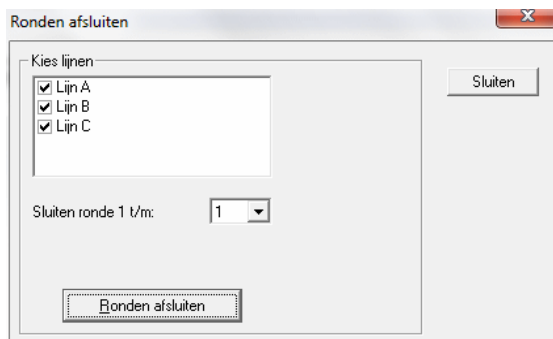 Ronden afsluiten
Kies lijnen
Lijn A
Lijn B
Lijn C
Sluiten
Sluiten ronde 1 t/m: 1
Ronden afsluiten